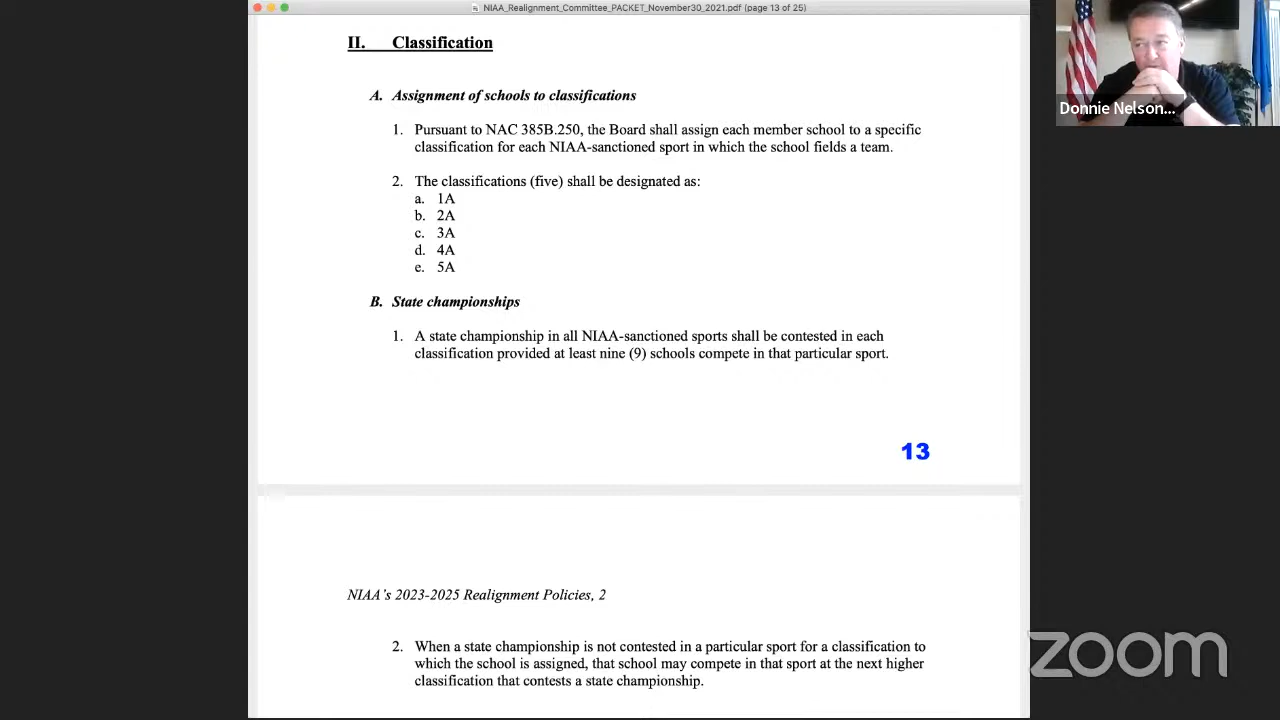 NIAA_Realignment_Committee_PACKET_November30_2021.pdf (page 13 of 25)
II. Classification
A. Assignment of schools to classifications
1. Pursuant to NAC 385B.250, the Board shall assign each member school to a specific
classification for each NIAA-sanctioned sport in which the school fields a team.
2. The classifications (five) shall be designated as:
a. 1A
b. 2A
c. 3A
d. 4A
e. 5A
B. State championships
1. A state championship in all NIAA-sanctioned sports shall be contested in each
classification provided at least nine (9) schools compete in that particular sport.
13
NIAA's 2023-2025 Realignment Policies, 2
2. When a state championship is not contested in a particular sport for a classification to
which the school is assigned, that school may compete in that sport at the next higher
classification that contests a state championship.
Donnie Nelson...
zoom